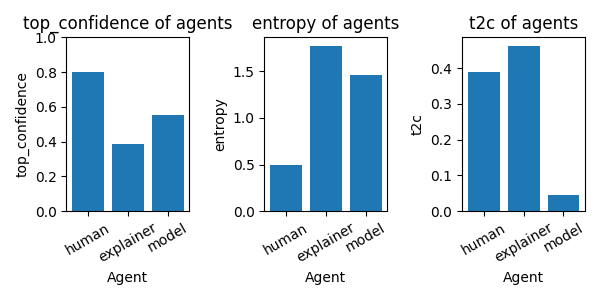 top_confidence of agents
top_confidence
1.0
0.8
0.6
0.4
0.2
0.0
human
explainer
model
Agent
entropy of agents
entropy
1.5
1.0
0.5
0.0
human
explainer
model
Agent
t2c of agents
t2c
0.4
0.3
0.2
0.1
0.0
human
explainer
model
Agent